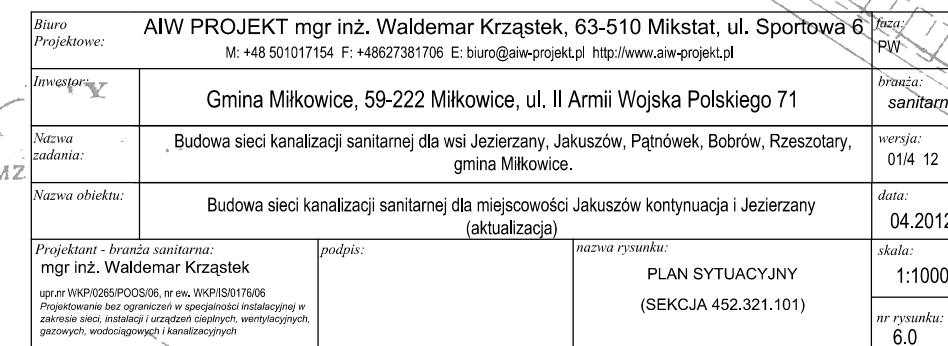 Biuro
Projektowe:
AIW PROJEKT mgr inż. Waldemar Krząstek, 63-510 Mikstat, ul. Sportowa 6
M: +48 501017154 F: +48627381706 E: biuro@aiw-projekt.pl http://www.aiw-projekt.pl
faza:
PW
Inwestor:
Gmina Miłkowice, 59-222 Miłkowice, ul. II Armii Wojska Polskiego 71
branża:
sanitarn
Nazwa
zadania:
Budowa sieci kanalizacji sanitarnej dla wsi Jezierzany, Jakuszów, Pątnówek, Bobrów, Rzeszotary,
gmina Miłkowice.
wersja:
01/4 12
Nazwa obiektu:
Budowa sieci kanalizacji sanitarnej dla miejscowości Jakuszów kontynuacja i Jezierzany
(aktualizacja)
data:
04.2012
Projektant - branża sanitarna:
mgr inż. Waldemar Krząstek
upr.nr WKP/0265/POOS/06, nr ew. WKP/IS/0176/06
Projektowanie bez ograniczeń w specjalności instalacyjnej w
zakresie sieci, instalacji i urządzeń cieplnych, wentylacyjnych,
gazowych, wodociągowych i kanalizacyjnych
podpis:
nazwa rysunku:
PLAN SYTUACYJNY
(SEKCJA 452.321.101)
skala:
1:1000
nr rysunku:
6.0